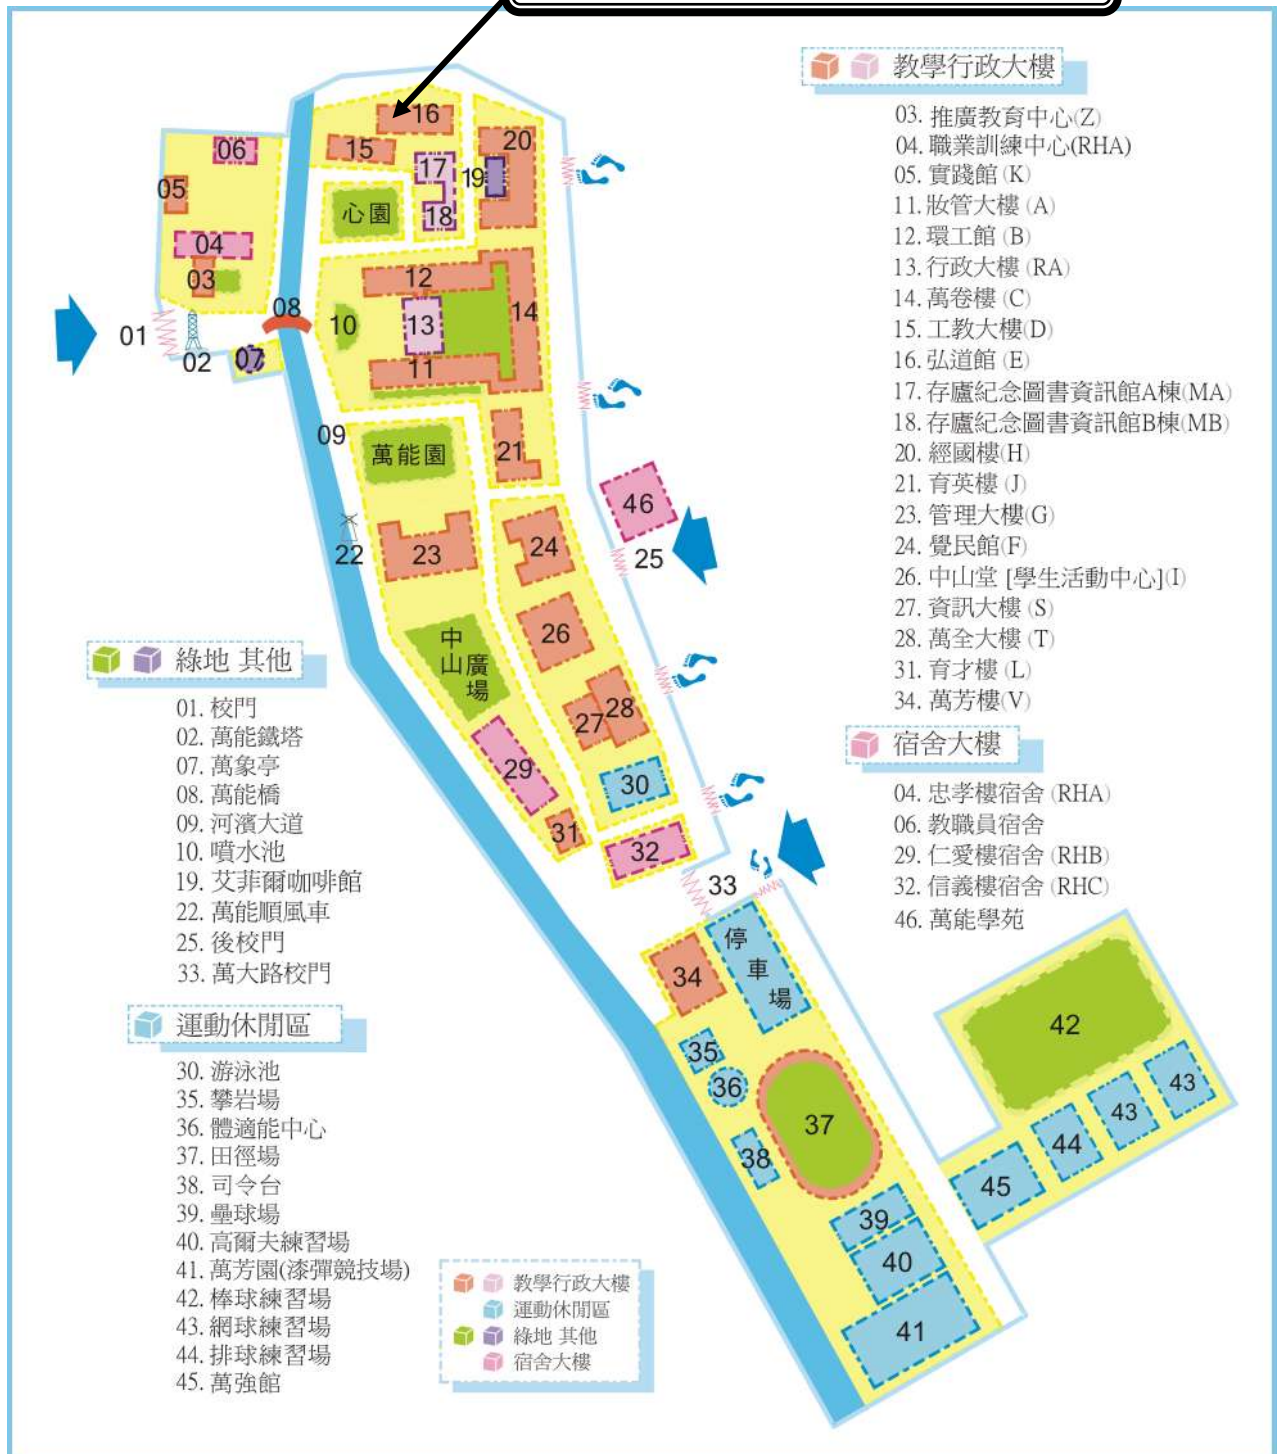 教學行政大樓
03. 推廣教育中心(Z)
04. 職業訓練中心(RHA)
05. 實踐館 (K)
11. 妝管大樓 (A)
12. 環工館 (B)
13. 行政大樓 (RA)
14. 萬卷樓 (C)
15. 工教大樓(D)
16. 弘道館 (E)
17. 存廬紀念圖書資訊館A棟(MA)
18. 存廬紀念圖書資訊館B棟(MB)
20. 經國樓(H)
21. 育英樓 (J)
23. 管理大樓(G)
24. 覺民館(F)
26. 中山堂 [學生活動中心](I)
27. 資訊大樓 (S)
28. 萬全大樓 (T)
31. 育才樓 (L)
34. 萬芳樓(V)
宿舍大樓
04. 忠孝樓宿舍 (RHA)
06. 教職員宿舍
29. 仁愛樓宿舍 (RHB)
32. 信義樓宿舍 (RHC)
46. 萬能學苑
綠地 其他
01. 校門
02. 萬能鐵塔
07. 萬象亭
08. 萬能橋
09. 河濱大道
10. 噴水池
19. 艾菲爾咖啡館
22. 萬能順風車
25. 後校門
33. 萬大路校門
運動休閒區
30. 游泳池
35. 攀岩場
36. 體適能中心
37. 田徑場
38. 司令台
39. 壘球場
40. 高爾夫練習場
41. 萬芳園(漆彈競技場)
42. 棒球練習場
43. 網球練習場
44. 排球練習場
45. 萬強館
教學行政大樓
運動休閒區
綠地 其他
宿舍大樓
16
15
20
06
17
19
05
18
心園
04
03
12
08
10
13
14
01
02
07
11
09
萬能園
21
46
22
23
24
25
26
中山廣場
27
28
29
30
31
32
33
34
停車場
35
36
37
38
39
40
41
42
43
43
44
45